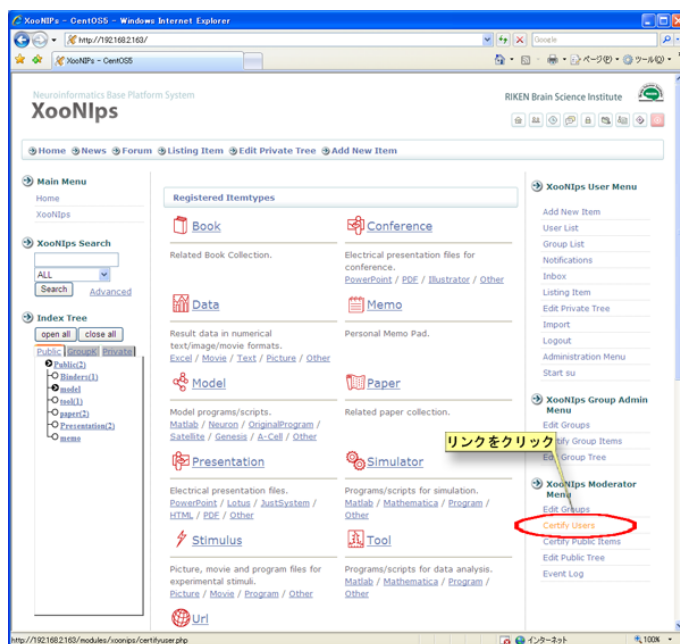 XooNIPs - CentOS5 - Windows Internet Explorer
http://192.168.2.163/
Google
XooNIPs - CentOS5
ページ(P)
ツール(O)
Neuroinformatics Base Platform System
XooNIps
RIKEN Brain Science Institute
Home News Forum Listing Item Edit Private Tree Add New Item
Main Menu
Home
XooNIps
XooNIps Search
ALL
Search Advanced
Index Tree
open all close all
Public GroupK Private
Public(2)
Binders(1)
model
tool(1)
paper(2)
Presentation(2)
memo
Registered Itemtypes
Book
Related Book Collection.
Conference
Electrical presentation files for
conference.
PowerPoint / PDF / Illustrator / Other
Data
Result data in numerical
text/image/movie formats.
Excel / Movie / Text / Picture / Other
Memo
Personal Memo Pad.
Model
Model programs/scripts.
Matlab / Neuron / OriginalProgram /
Satellite / Genesis / A-Cell / Other
Paper
Related paper collection.
Presentation
Electrical presentation files.
PowerPoint / Lotus / JustSystem /
HTML / PDF / Other
Simulator
Programs/scripts for simulation.
Matlab / Mathematica / Program /
Other
Stimulus
Picture, movie and program files for
experimental stimuli.
Picture / Movie / Program / Other
Tool
Programs/scripts for data analysis.
Matlab / Mathematica / Program /
Other
Url
XooNIps User Menu
Add New Item
User List
Group List
Notifications
Inbox
Listing Item
Edit Private Tree
Import
Logout
Administration Menu
Start su
XooNIps Group Admin
Menu
Edit Groups
Certify Group Items
Edit Group Tree
リンクをクリック
XooNIps Moderator
Menu
Edit Groups
Certify Users
Certify Public Items
Edit Public Tree
Event Log
http://192.168.2.163/modules/xoonips/certifyuser.php
インターネット
100%